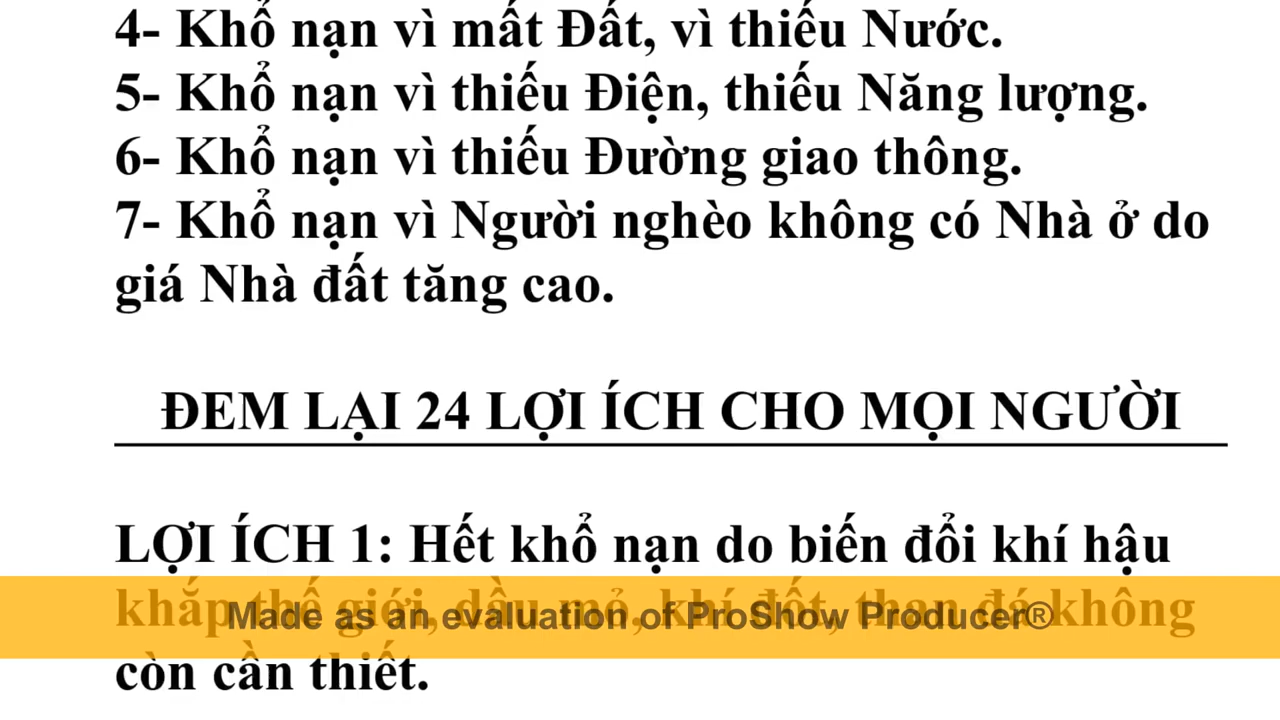 4- Khổ nạn vì mất Đất, vì thiếu Nước.
5- Khổ nạn vì thiếu Điện, thiếu Năng lượng.
6- Khổ nạn vì thiếu Đường giao thông.
7- Khổ nạn vì Người nghèo không có Nhà ở do
giá Nhà đất tăng cao.
ĐEM LẠI 24 LỢI ÍCH CHO MỌI NGƯỜI
LỢI ÍCH 1: Hết khổ nạn do biến đổi khí hậu
khắp thế giới, dầu mỏ, khí đốt, than đá không
Made as an evaluation of ProShow Producer®
còn cần thiết.